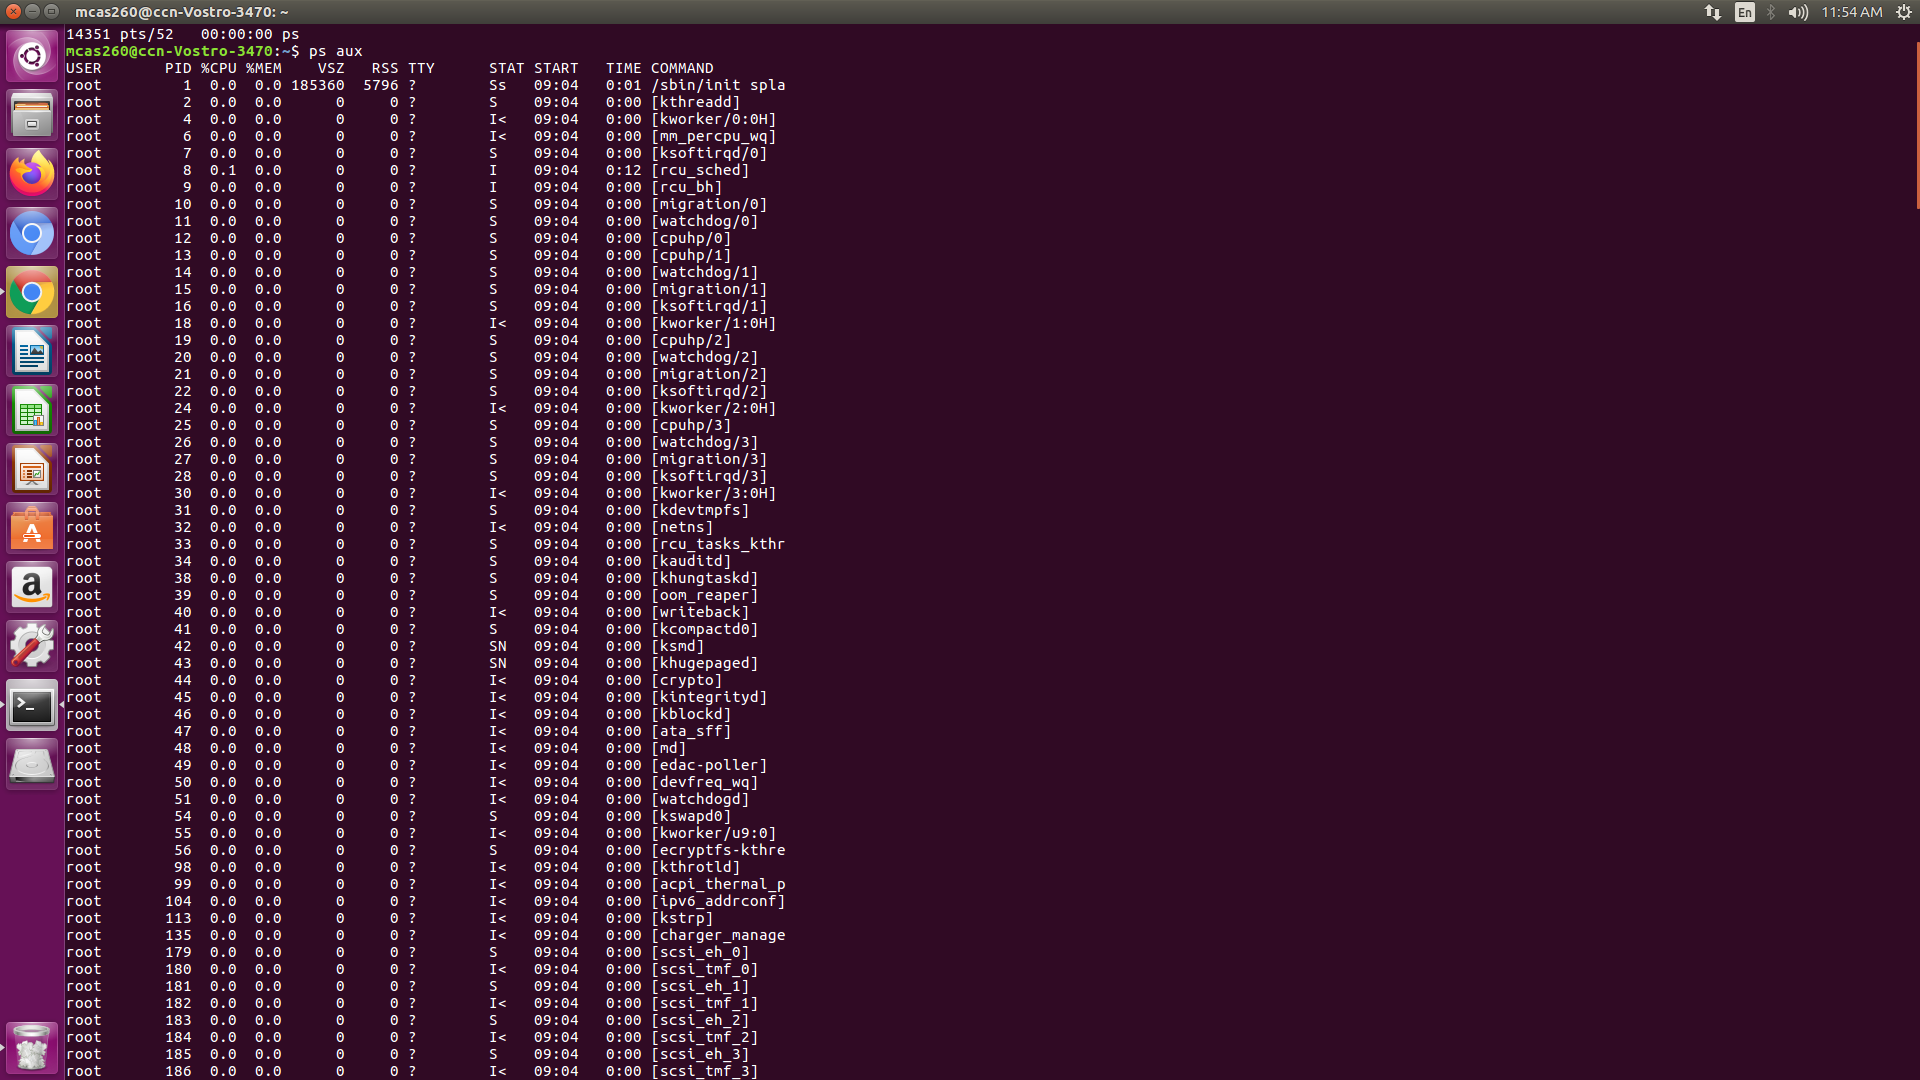 mcas260@ccn-Vostro-3470: ~
En
11:54 AM
14351 pts/52   00:00:00 ps
mcas260@ccn-Vostro-3470:~$ ps aux
USER       PID %CPU %MEM    VSZ   RSS TTY      STAT START   TIME COMMAND
root         1  0.0  0.0 185360  5796 ?        Ss   09:04   0:01 /sbin/init spla
root         2  0.0  0.0      0     0 ?        S    09:04   0:00 [kthreadd]
root         4  0.0  0.0      0     0 ?        I<   09:04   0:00 [kworker/0:0H]
root         6  0.0  0.0      0     0 ?        I<   09:04   0:00 [mm_percpu_wq]
root         7  0.0  0.0      0     0 ?        S    09:04   0:00 [ksoftirqd/0]
root         8  0.1  0.0      0     0 ?        I    09:04   0:12 [rcu_sched]
root         9  0.0  0.0      0     0 ?        I    09:04   0:00 [rcu_bh]
root        10  0.0  0.0      0     0 ?        S    09:04   0:00 [migration/0]
root        11  0.0  0.0      0     0 ?        S    09:04   0:00 [watchdog/0]
root        12  0.0  0.0      0     0 ?        S    09:04   0:00 [cpuhp/0]
root        13  0.0  0.0      0     0 ?        S    09:04   0:00 [cpuhp/1]
root        14  0.0  0.0      0     0 ?        S    09:04   0:00 [watchdog/1]
root        15  0.0  0.0      0     0 ?        S    09:04   0:00 [migration/1]
root        16  0.0  0.0      0     0 ?        S    09:04   0:00 [ksoftirqd/1]
root        18  0.0  0.0      0     0 ?        I<   09:04   0:00 [kworker/1:0H]
root        19  0.0  0.0      0     0 ?        S    09:04   0:00 [cpuhp/2]
root        20  0.0  0.0      0     0 ?        S    09:04   0:00 [watchdog/2]
root        21  0.0  0.0      0     0 ?        S    09:04   0:00 [migration/2]
root        22  0.0  0.0      0     0 ?        S    09:04   0:00 [ksoftirqd/2]
root        24  0.0  0.0      0     0 ?        I<   09:04   0:00 [kworker/2:0H]
root        25  0.0  0.0      0     0 ?        S    09:04   0:00 [cpuhp/3]
root        26  0.0  0.0      0     0 ?        S    09:04   0:00 [watchdog/3]
root        27  0.0  0.0      0     0 ?        S    09:04   0:00 [migration/3]
root        28  0.0  0.0      0     0 ?        S    09:04   0:00 [ksoftirqd/3]
root        30  0.0  0.0      0     0 ?        I<   09:04   0:00 [kworker/3:0H]
root        31  0.0  0.0      0     0 ?        S    09:04   0:00 [kdevtmpfs]
root        32  0.0  0.0      0     0 ?        I<   09:04   0:00 [netns]
root        33  0.0  0.0      0     0 ?        S    09:04   0:00 [rcu_tasks_kthr
root        34  0.0  0.0      0     0 ?        S    09:04   0:00 [kauditd]
root        38  0.0  0.0      0     0 ?        S    09:04   0:00 [khungtaskd]
root        39  0.0  0.0      0     0 ?        S    09:04   0:00 [oom_reaper]
root        40  0.0  0.0      0     0 ?        I<   09:04   0:00 [writeback]
root        41  0.0  0.0      0     0 ?        S    09:04   0:00 [kcompactd0]
root        42  0.0  0.0      0     0 ?        SN   09:04   0:00 [ksmd]
root        43  0.0  0.0      0     0 ?        SN   09:04   0:00 [khugepaged]
root        44  0.0  0.0      0     0 ?        I<   09:04   0:00 [crypto]
root        45  0.0  0.0      0     0 ?        I<   09:04   0:00 [kintegrityd]
root        46  0.0  0.0      0     0 ?        I<   09:04   0:00 [kblockd]
root        47  0.0  0.0      0     0 ?        I<   09:04   0:00 [ata_sff]
root        48  0.0  0.0      0     0 ?        I<   09:04   0:00 [md]
root        49  0.0  0.0      0     0 ?        I<   09:04   0:00 [edac-poller]
root        50  0.0  0.0      0     0 ?        I<   09:04   0:00 [devfreq_wq]
root        51  0.0  0.0      0     0 ?        I<   09:04   0:00 [watchdogd]
root        54  0.0  0.0      0     0 ?        S    09:04   0:00 [kswapd0]
root        55  0.0  0.0      0     0 ?        I<   09:04   0:00 [kworker/u9:0]
root        56  0.0  0.0      0     0 ?        S    09:04   0:00 [ecryptfs-kthre
root        98  0.0  0.0      0     0 ?        I<   09:04   0:00 [kthrotld]
root        99  0.0  0.0      0     0 ?        I<   09:04   0:00 [acpi_thermal_p
root       104  0.0  0.0      0     0 ?        I<   09:04   0:00 [ipv6_addrconf]
root       113  0.0  0.0      0     0 ?        I<   09:04   0:00 [kstrp]
root       135  0.0  0.0      0     0 ?        I<   09:04   0:00 [charger_manage
root       179  0.0  0.0      0     0 ?        S    09:04   0:00 [scsi_eh_0]
root       180  0.0  0.0      0     0 ?        I<   09:04   0:00 [scsi_tmf_0]
root       181  0.0  0.0      0     0 ?        S    09:04   0:00 [scsi_eh_1]
root       182  0.0  0.0      0     0 ?        I<   09:04   0:00 [scsi_tmf_1]
root       183  0.0  0.0      0     0 ?        S    09:04   0:00 [scsi_eh_2]
root       184  0.0  0.0      0     0 ?        I<   09:04   0:00 [scsi_tmf_2]
root       185  0.0  0.0      0     0 ?        S    09:04   0:00 [scsi_eh_3]
root       186  0.0  0.0      0     0 ?        I<   09:04   0:00 [scsi_tmf_3]